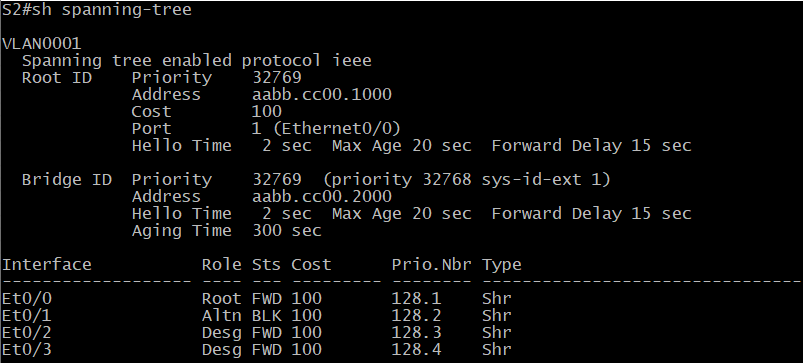 S2#sh spanning-tree

VLAN0001
  Spanning tree enabled protocol ieee
  Root ID    Priority    32769
             Address     aabb.cc00.1000
             Cost        100
             Port        1 (Ethernet0/0)
             Hello Time   2 sec  Max Age 20 sec  Forward Delay 15 sec

  Bridge ID  Priority    32769  (priority 32768 sys-id-ext 1)
             Address     aabb.cc00.2000
             Hello Time   2 sec  Max Age 20 sec  Forward Delay 15 sec
             Aging Time  300 sec

Interface           Role Sts Cost      Prio.Nbr Type
------------------- ---- --- --------- -------- --------------------------------
Et0/0               Root FWD 100       128.1    Shr
Et0/1               Altn BLK 100       128.2    Shr
Et0/2               Desg FWD 100       128.3    Shr
Et0/3               Desg FWD 100       128.4    Shr